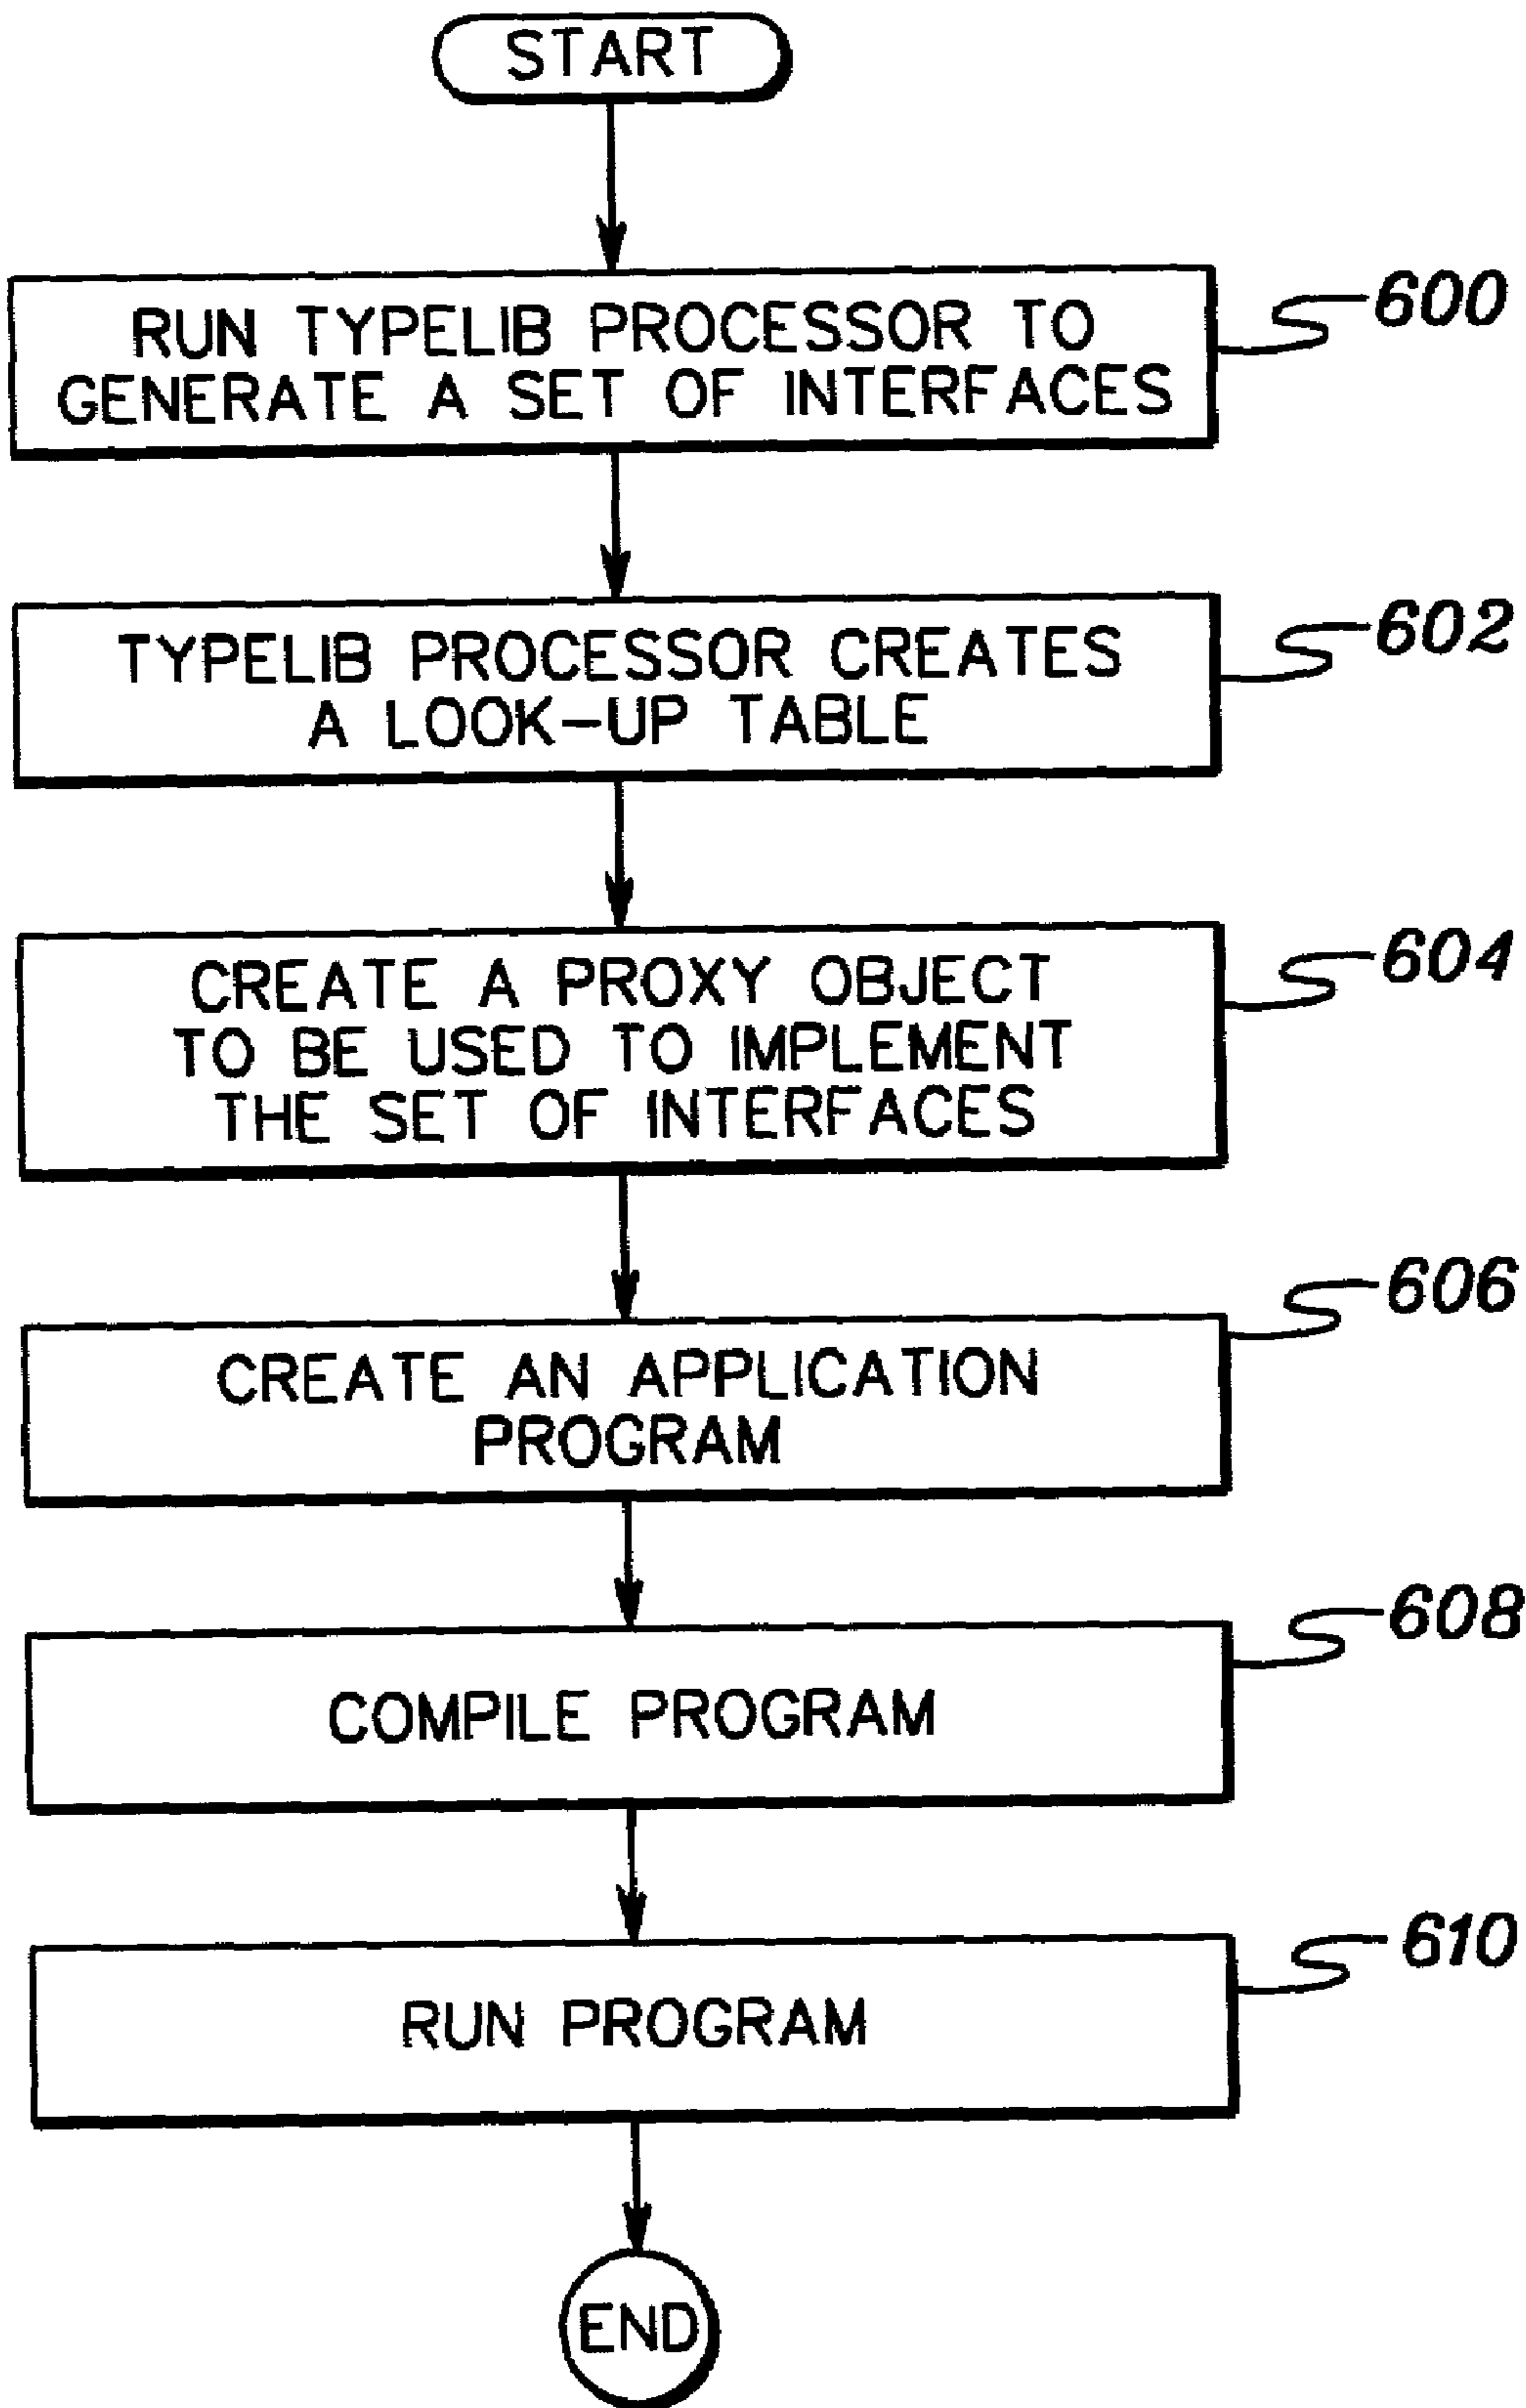 START
RUN TYPELIB PROCESSOR TO
GENERATE A SET OF INTERFACES
600
TYPELIB PROCESSOR CREATES
A LOOK-UP TABLE
602
CREATE A PROXY OBJECT
TO BE USED TO IMPLEMENT
THE SET OF INTERFACES
604
CREATE AN APPLICATION
PROGRAM
606
COMPILE PROGRAM
608
RUN PROGRAM
610
END